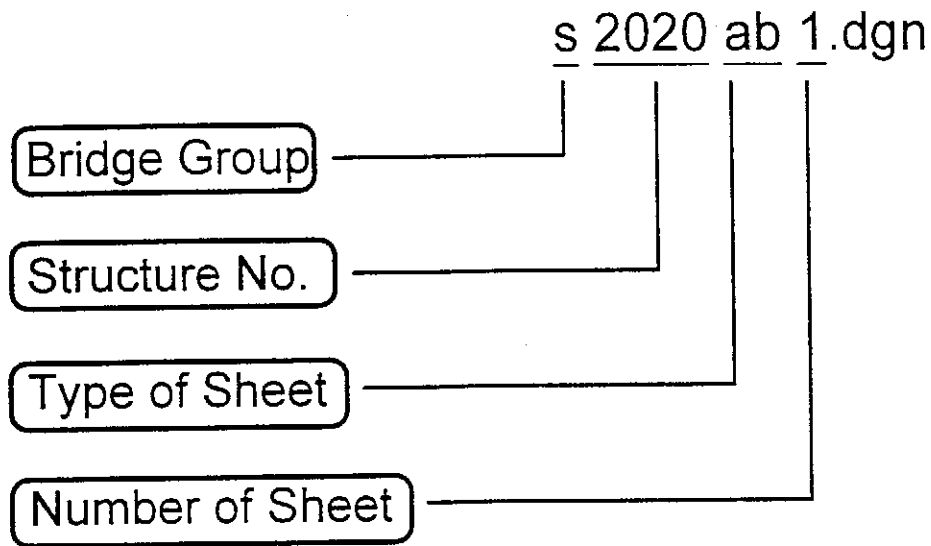 s 2020 ab 1.dgn
Bridge Group
Structure No.
Type of Sheet
Number of Sheet